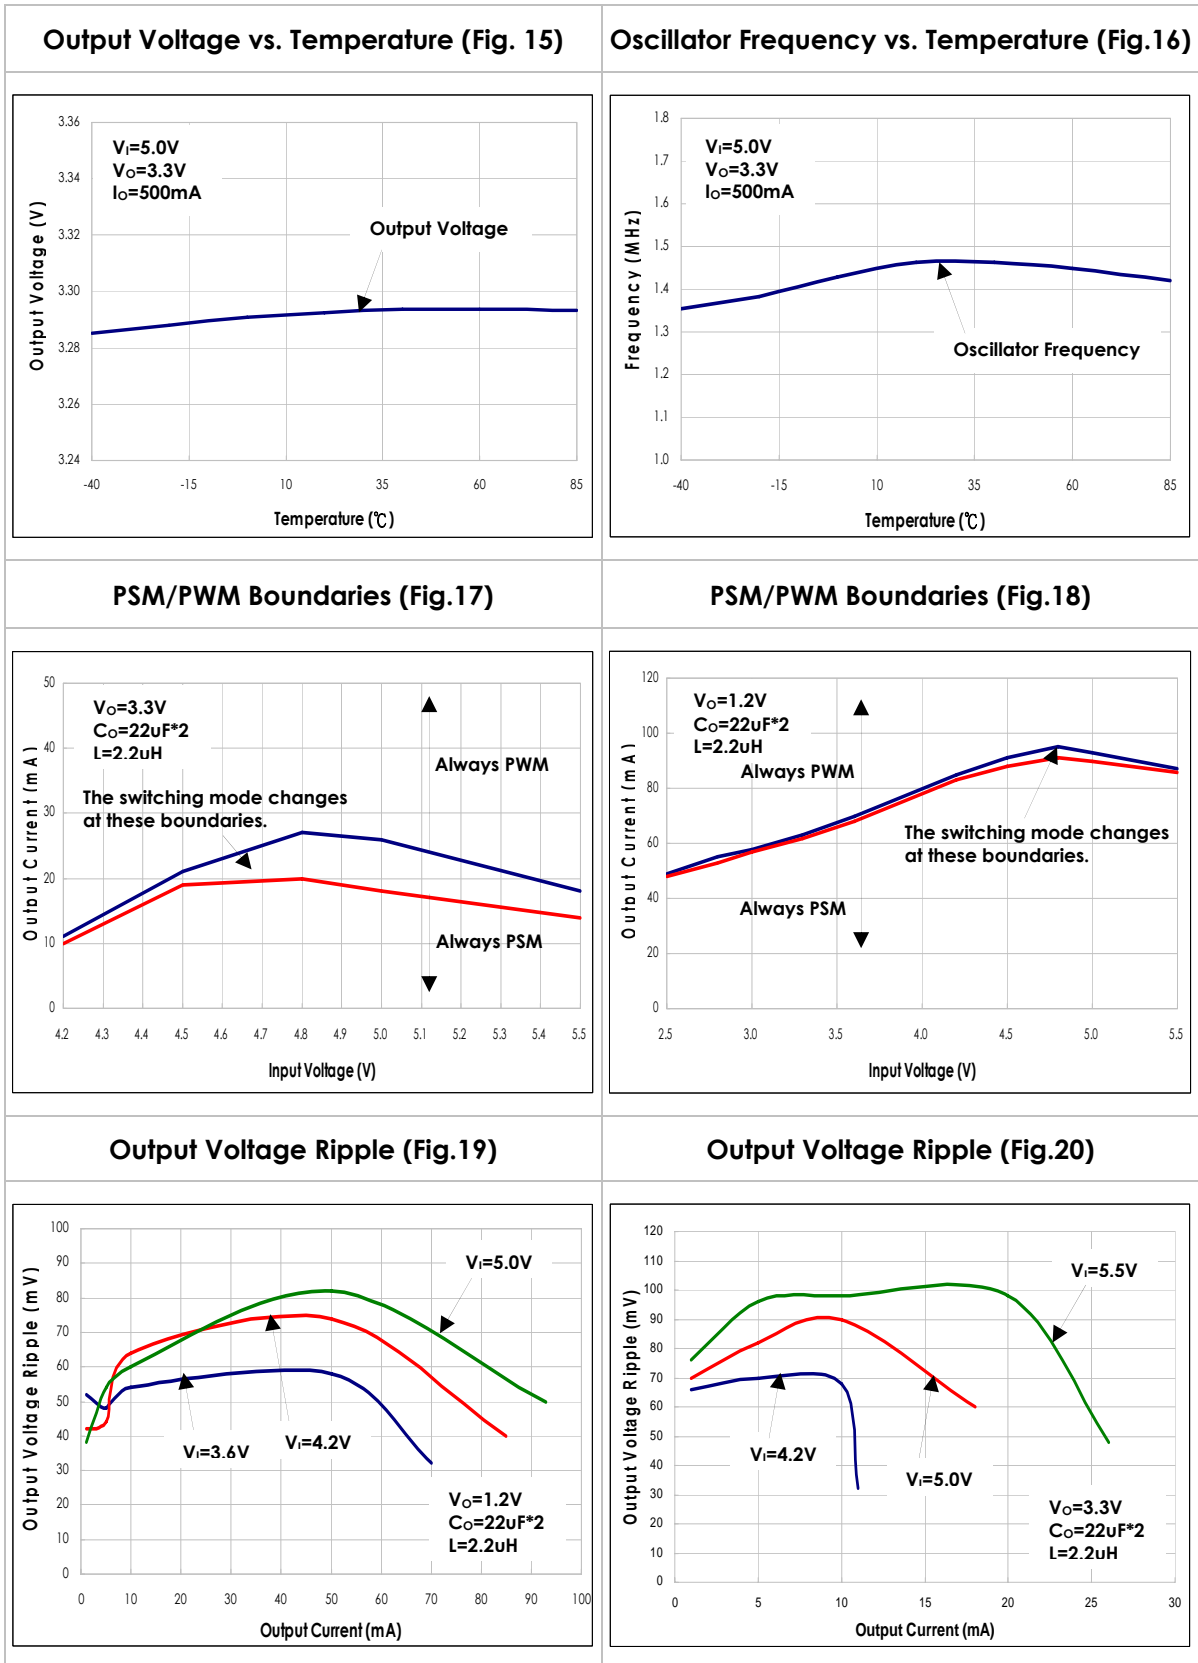 Output Voltage vs. Temperature (Fig. 15)
Oscillator Frequency vs. Temperature (Fig.16)
3.36
3.34
3.32
3.30
3.28
3.26
3.24
Output Voltage (V)
VI=5.0V
VO=3.3V
IO=500mA
Output Voltage
-40 -15 10 35 60 85
Temperature (℃)
1.8
1.7
1.6
1.5
1.4
1.3
1.2
1.1
1.0
Frequency (MHz)
VI=5.0V
VO=3.3V
IO=500mA
Oscillator Frequency
-40 -15 10 35 60 85
Temperature (℃)
PSM/PWM Boundaries (Fig.17)
PSM/PWM Boundaries (Fig.18)
50
40
30
20
10
0
Output Current (mA)
VO=3.3V
CO=22uF*2
L=2.2uH
Always PWM
The switching mode changes
at these boundaries.
Always PSM
4.2 4.3 4.4 4.5 4.6 4.7 4.8 4.9 5.0 5.1 5.2 5.3 5.4 5.5
Input Voltage (V)
120
100
80
60
40
20
0
Output Current (mA)
VO=1.2V
CO=22uF*2
L=2.2uH
Always PWM
The switching mode changes
at these boundaries.
Always PSM
2.5 3.0 3.5 4.0 4.5 5.0 5.5
Input Voltage (V)
Output Voltage Ripple (Fig.19)
Output Voltage Ripple (Fig.20)
100
90
80
70
60
50
40
30
20
10
0
Output Voltage Ripple (mV)
VI=5.0V
VI=4.2V
VI=3.6V
VO=1.2V
CO=22uF*2
L=2.2uH
0 10 20 30 40 50 60 70 80 90 100
Output Current (mA)
120
110
100
90
80
70
60
50
40
30
20
10
0
Output Voltage Ripple (mV)
VI=5.5V
VI=4.2V
VI=5.0V
VO=3.3V
CO=22uF*2
L=2.2uH
0 5 10 15 20 25 30
Output Current (mA)